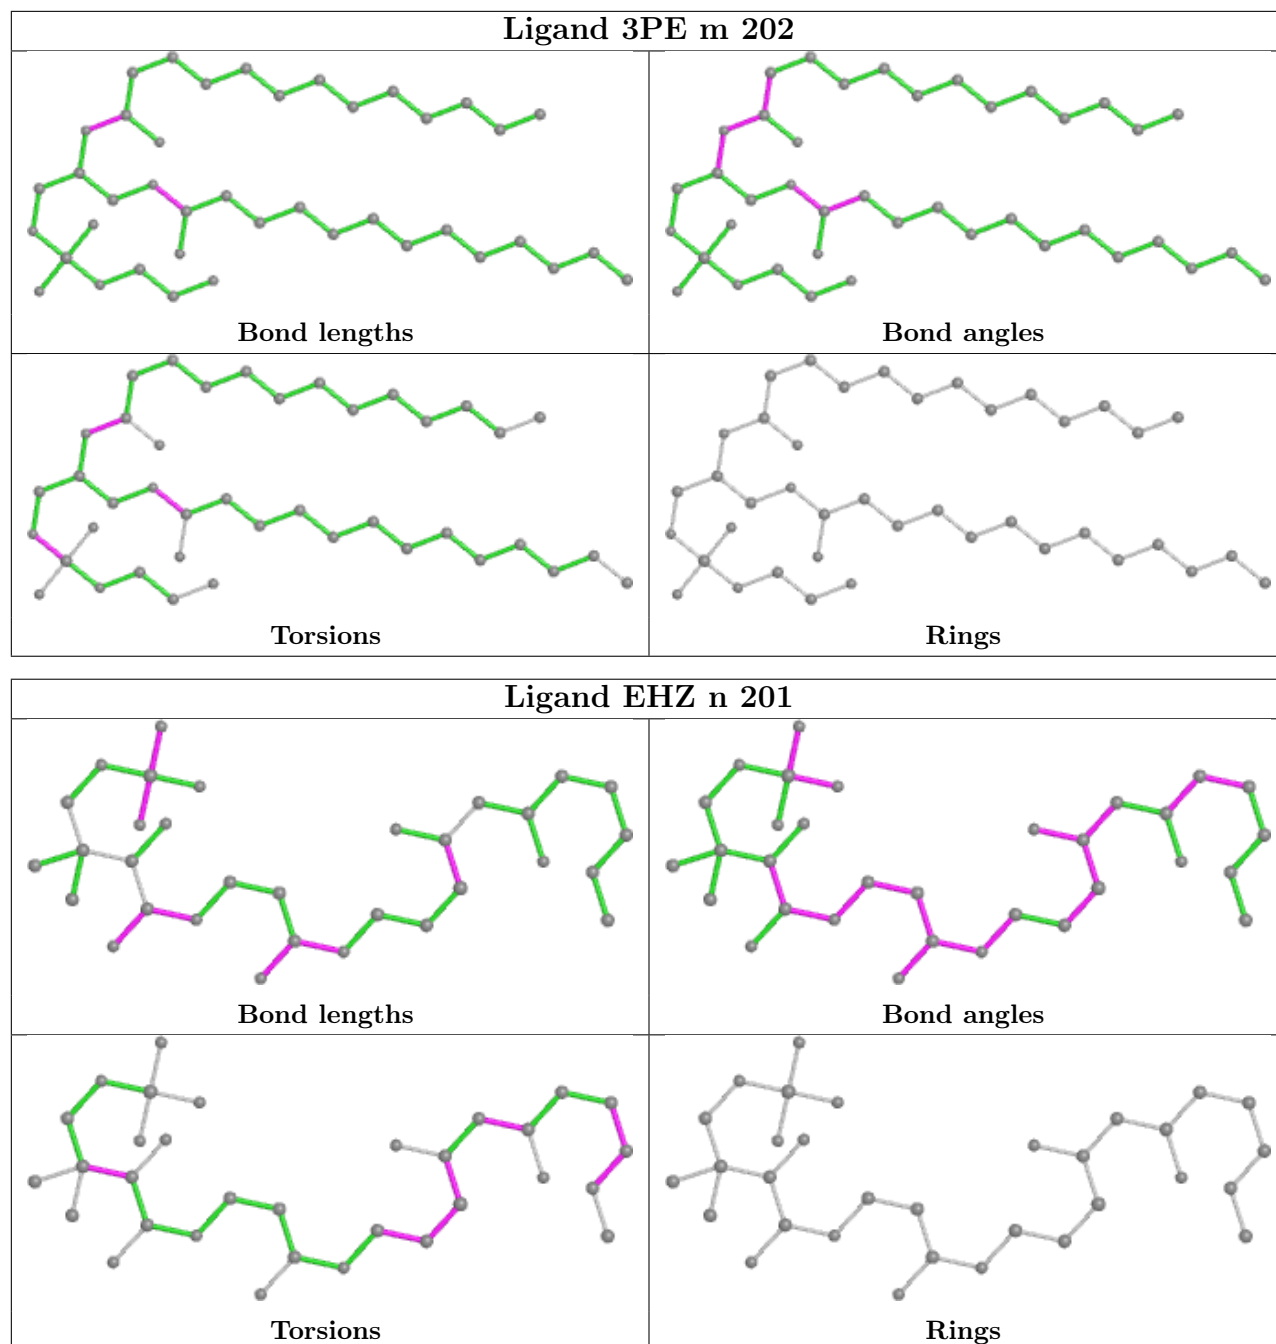 Ligand 3PE m 202
Bond lengths
Bond angles
Torsions
Rings
Ligand EHZ n 201
Bond lengths
Bond angles
Torsions
Rings